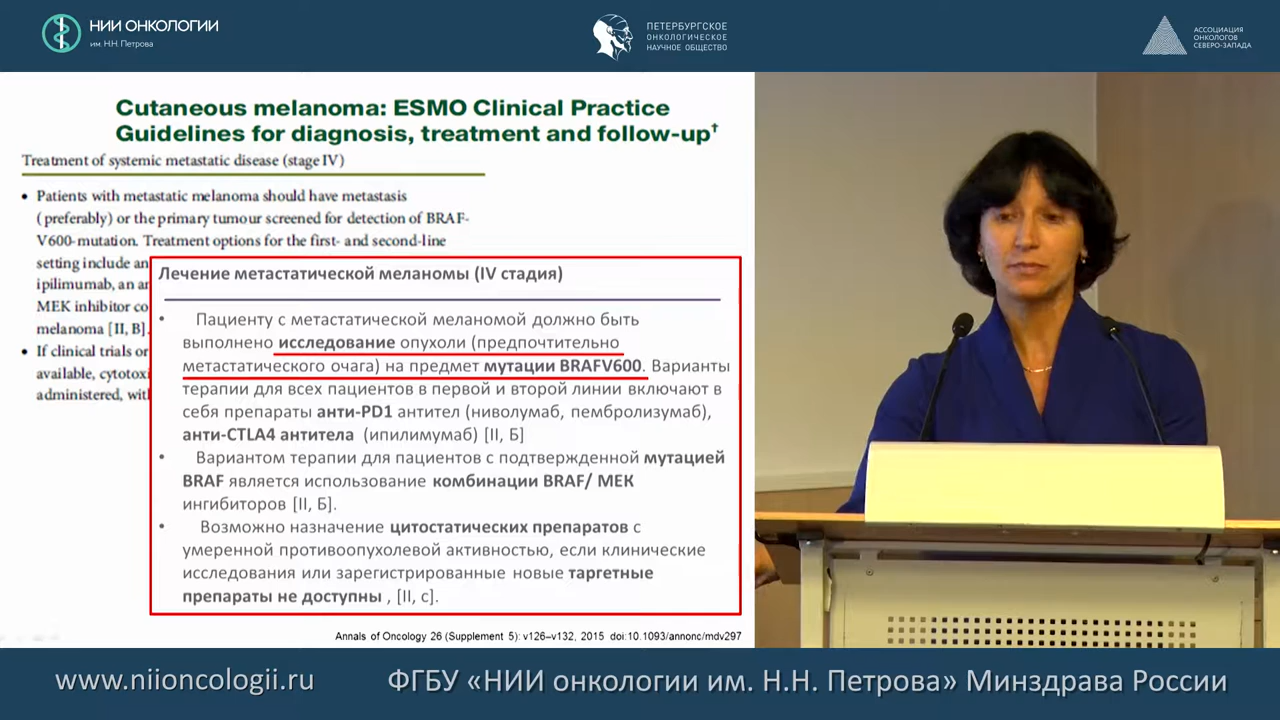 НИИ ОНКОЛОГИИ
им. Н.Н. Петрова
ПЕТЕРБУРГСКОЕ
ОНКОЛОГИЧЕСКОЕ
НАУЧНОЕ ОБЩЕСТВО
АССОЦИАЦИЯ
ОНКОЛОГОВ
СЕВЕРО-ЗАПАДА
Cutaneous melanoma: ESMO Clinical Practice
Guidelines for diagnosis, treatment and follow-up†
Treatment of systemic metastatic disease (stage IV)
• Patients with metastatic melanoma should have metastasis
(preferably) or the primary tumour screened for detection of BRAF-
V600-mutation. Treatment options for the first- and second-line
setting include an
ipilimumab, an ar
MEK inhibitor co
melanoma [II, B].
• If clinical trials or
available, cytotoxi
administered, with
Лечение метастатической меланомы (IV стадия)
• Пациенту с метастатической меланомой должно быть
выполнено исследование опухоли (предпочтительно
метастатического очага) на предмет мутации BRAFV600. Варианты
терапии для всех пациентов в первой и второй линии включают в
себя препараты анти-PD1 антител (ниволумаб, пембролизумаб),
анти-CTLA4 антитела (ипилимумаб) [II, Б]
• Вариантом терапии для пациентов с подтвержденной мутацией
BRAF является использование комбинации BRAF/ MEK
ингибиторов [II, Б].
• Возможно назначение цитостатических препаратов с
умеренной противоопухолевой активностью, если клинические
исследования или зарегистрированные новые таргетные
препараты не доступны , [II, с].
Annals of Oncology 26 (Supplement 5): v126–v132, 2015 doi:10.1093/annonc/mdv297
www.niioncologii.ru
ФГБУ «НИИ онкологии им. Н.Н. Петрова» Минздрава России